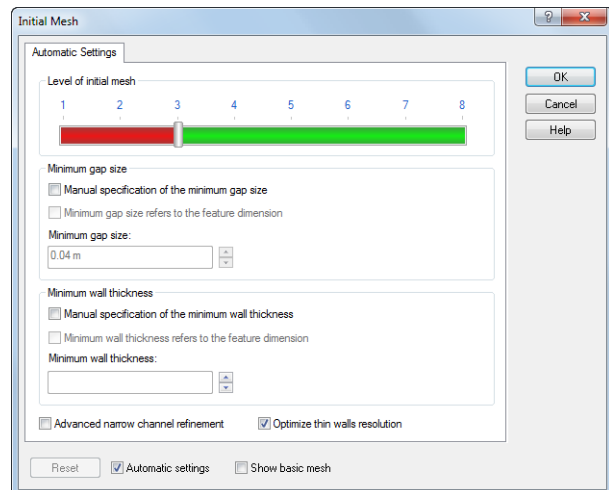 Initial Mesh
Automatic Settings
Level of initial mesh
1 2 3 4 5 6 7 8
Minimum gap size
Manual specification of the minimum gap size
Minimum gap size refers to the feature dimension
Minimum gap size:
0.04 m
Minimum wall thickness
Manual specification of the minimum wall thickness
Minimum wall thickness refers to the feature dimension
Minimum wall thickness:
Advanced narrow channel refinement Optimize thin walls resolution
Reset Automatic settings Show basic mesh
OK
Cancel
Help